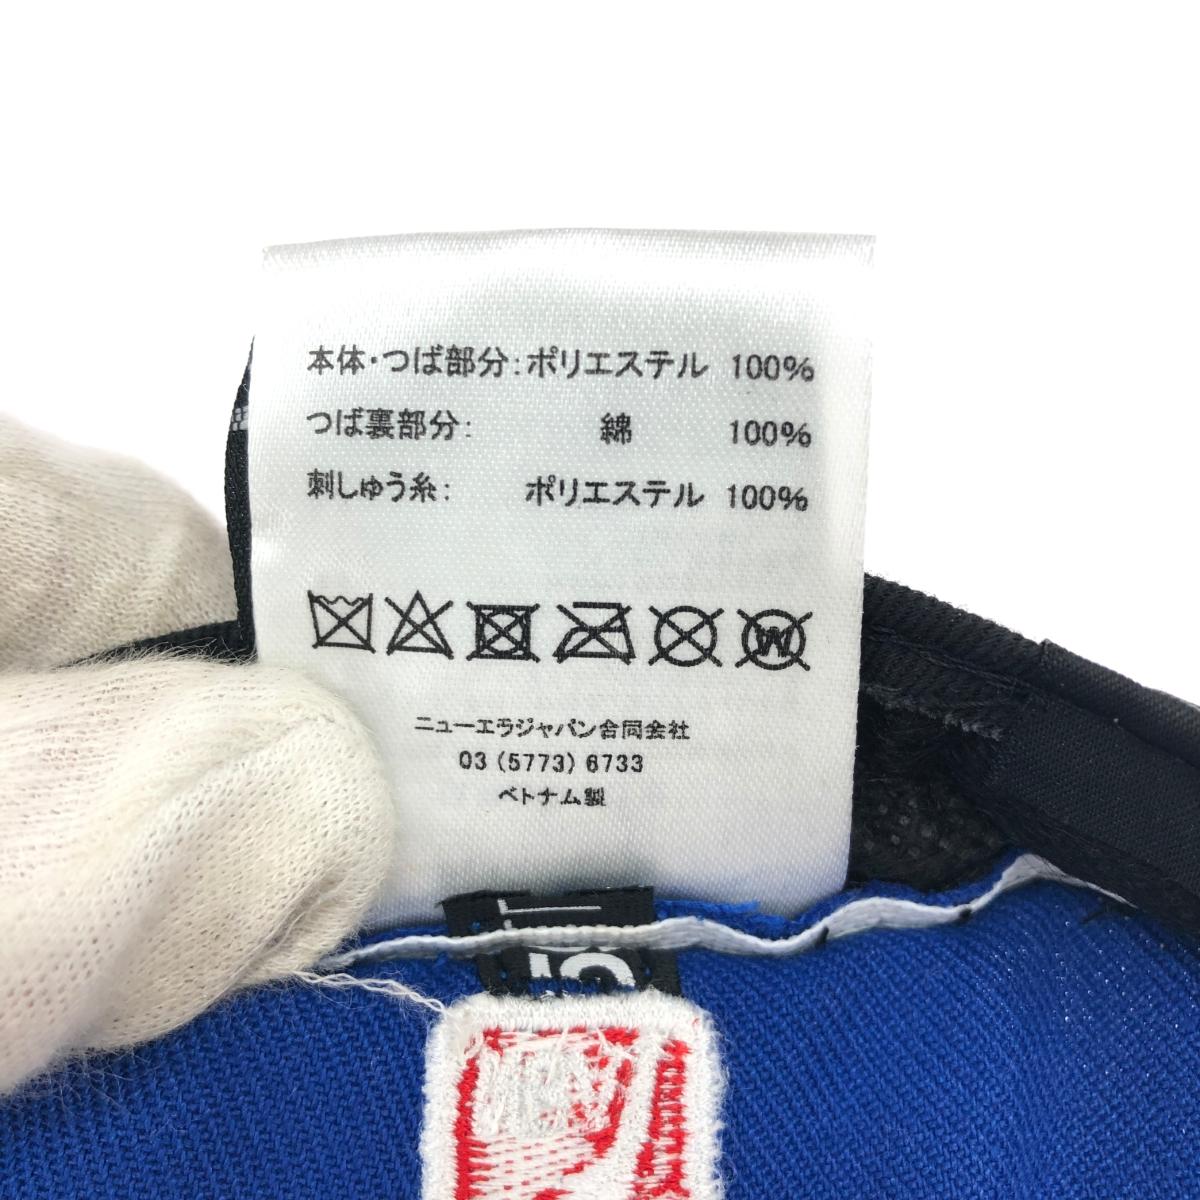 本体・つば部分:ポリエステル 100%
つば裏部分: 綿 100%
刺しゅう糸: ポリエステル 100%
ニューエラジャパン合同会社
03 (5773) 6733
ベトナム製